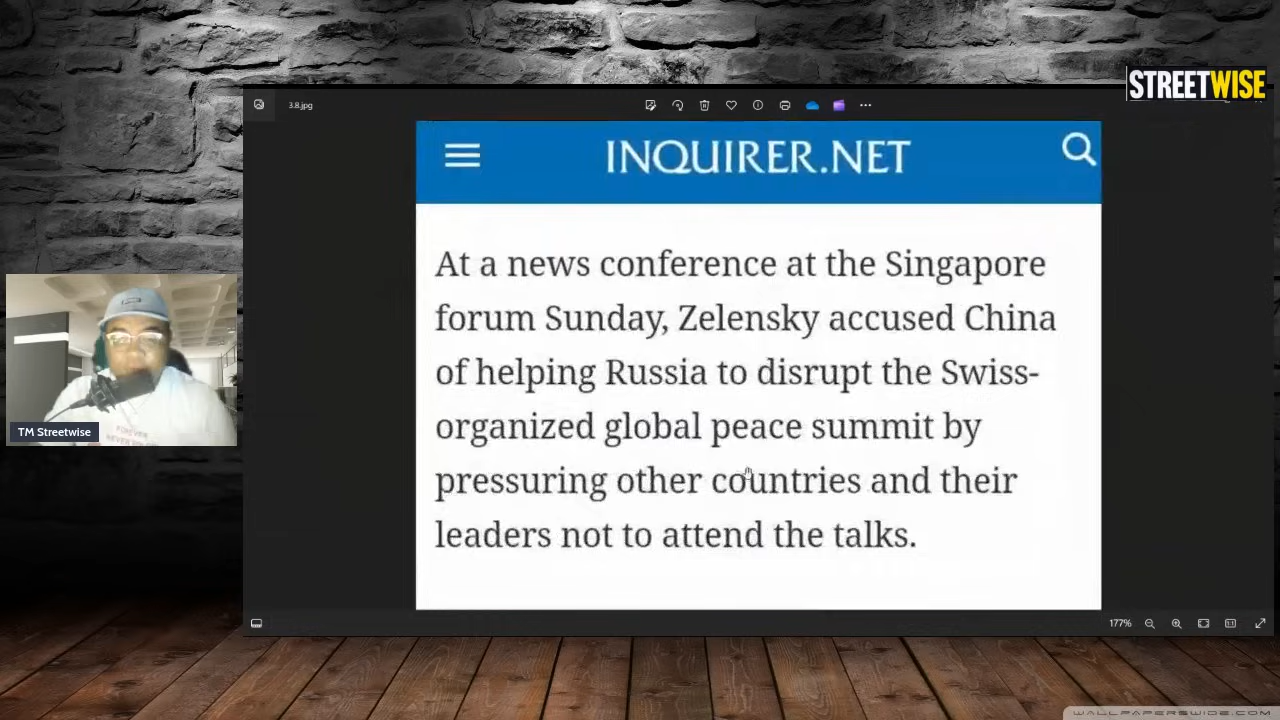 STREETWISE
3.8.jpg
INQUIRER.NET
At a news conference at the Singapore
forum Sunday, Zelensky accused China
of helping Russia to disrupt the Swiss-
organized global peace summit by
pressuring other countries and their
leaders not to attend the talks.
TM Streetwise
177%
WALLPAPERSWIDE.COM